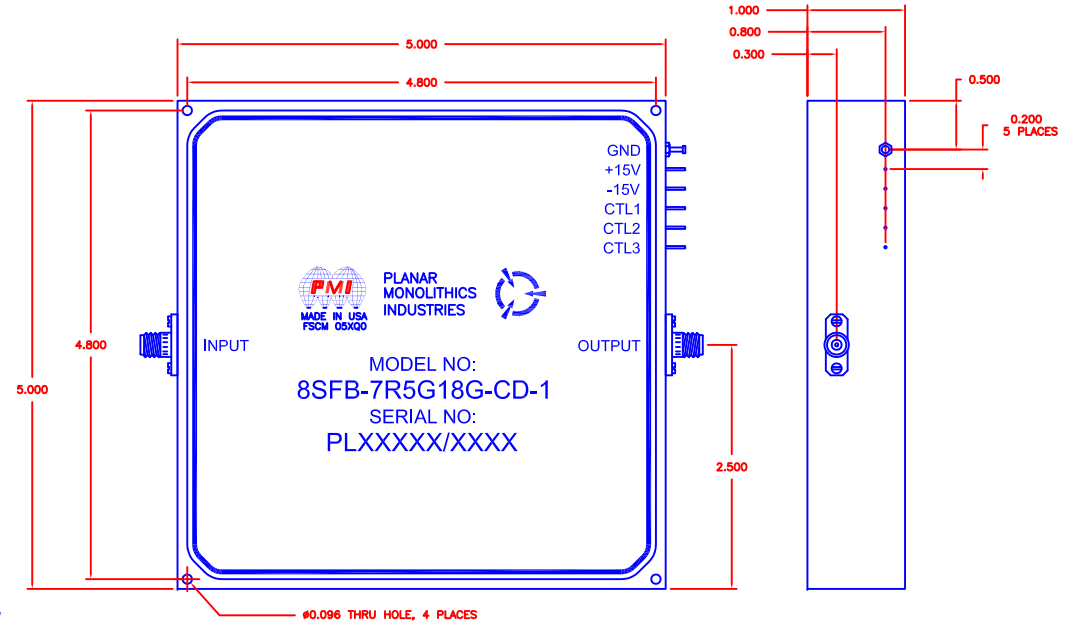 1.000
0.800
0.300
5.000
4.800
0.500
0.200
5 PLACES
GND
+15V
-15V
CTL1
CTL2
CTL3
PMI
MADE IN USA
FSCM 05XQ0
PLANAR
MONOLITHICS
INDUSTRIES
INPUT
OUTPUT
4.800
5.000
MODEL NO:
8SFB-7R5G18G-CD-1
SERIAL NO:
PLXXXXX/XXXX
2.500
ø0.096 THRU HOLE, 4 PLACES